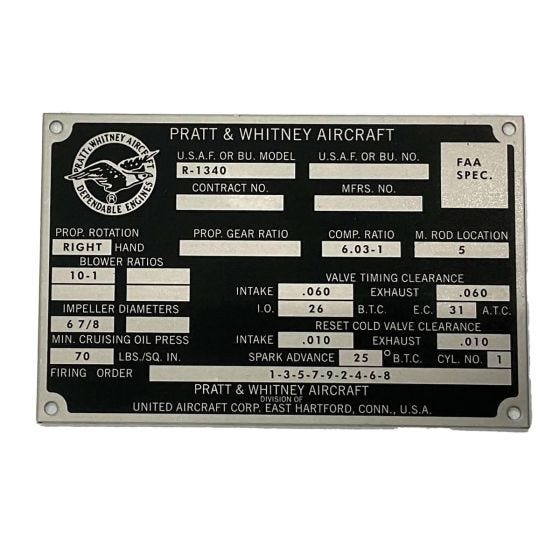 PRATT & WHITNEY AIRCRAFT
DEPENDABLE ENGINES
®
PRATT & WHITNEY AIRCRAFT
U.S.A.F. OR BU. MODEL U.S.A.F. OR BU. NO.
R-1340
FAA
SPEC.
CONTRACT NO. MFRS. NO.
PROP. ROTATION PROP. GEAR RATIO COMP. RATIO M. ROD LOCATION
RIGHT HAND 6.03-1 5
BLOWER RATIOS
10-1
VALVE TIMING CLEARANCE
INTAKE .060 EXHAUST .060
IMPELLER DIAMETERS
I.O. 26 B.T.C. E.C. 31 A.T.C.
6 7/8
RESET COLD VALVE CLEARANCE
MIN. CRUISING OIL PRESS
INTAKE .010 EXHAUST .010
70 LBS./SQ. IN.
SPARK ADVANCE 25 ° B.T.C. CYL. NO. 1
FIRING ORDER 1-3-5-7-9-2-4-6-8
PRATT & WHITNEY AIRCRAFT
DIVISION OF
UNITED AIRCRAFT CORP. EAST HARTFORD, CONN., U.S.A.